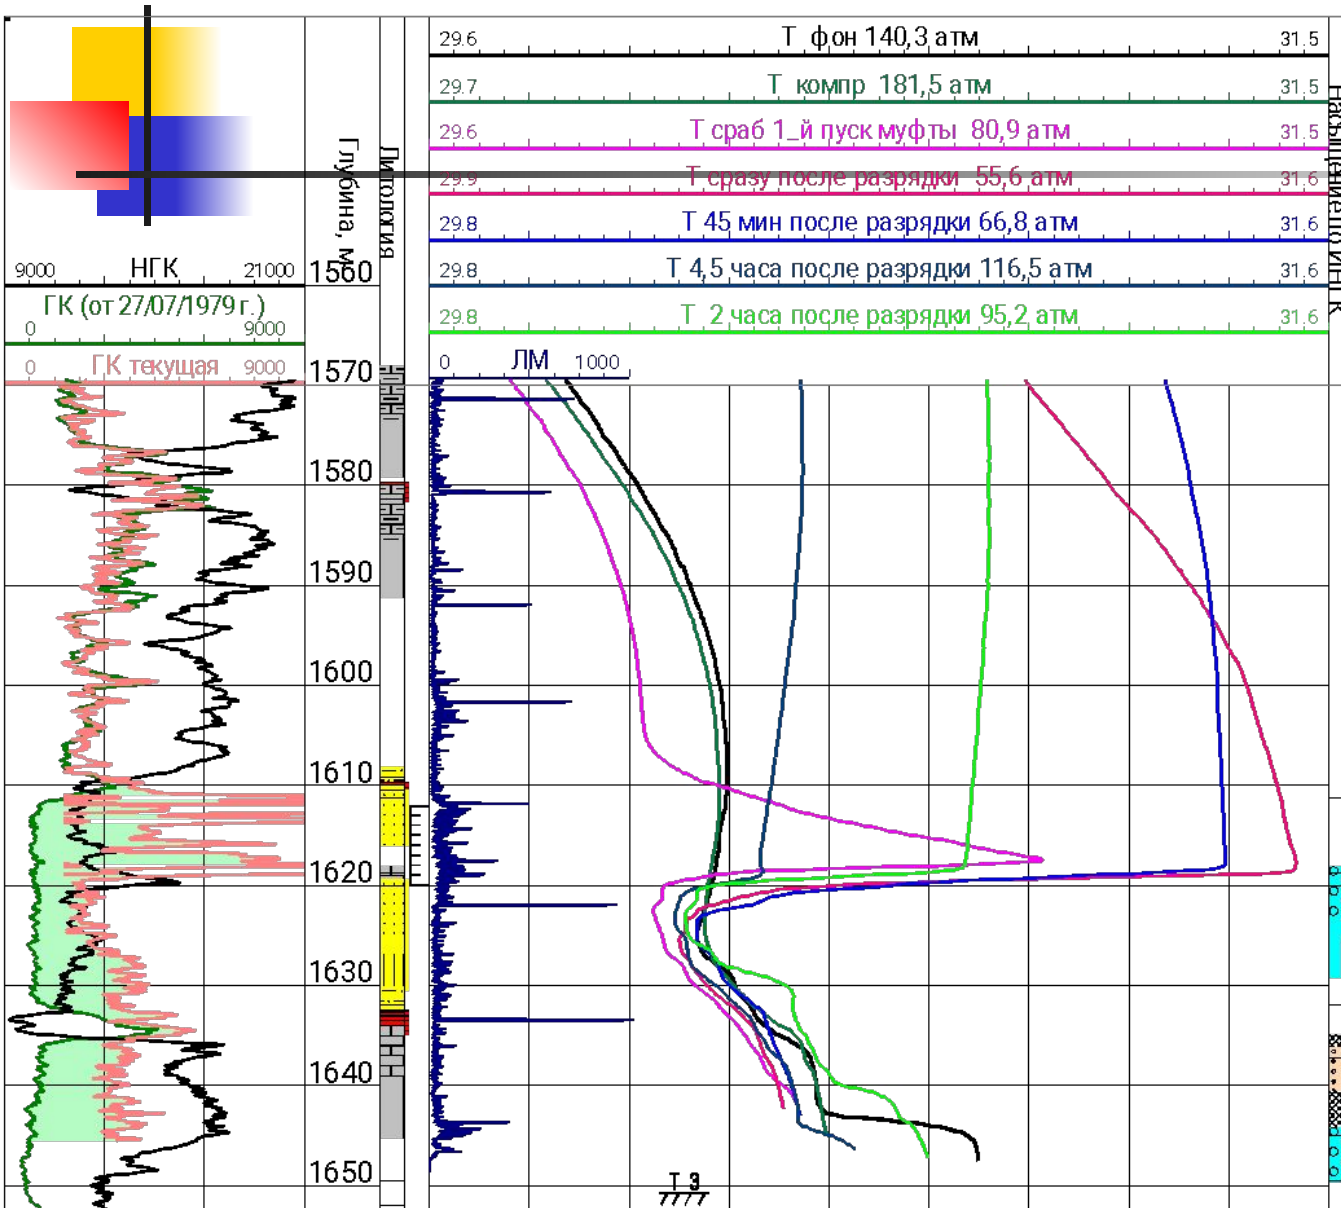 29.6 Т фон 140,3 атм 31.5
29.7 Т компр 181,5 атм 31.5
29.6 Т сраб 1_й пуск муфты 80,9 атм 31.5
29.9 Т сразу после разрядки 55,6 атм 31.6
29.8 Т 45 мин после разрядки 66,8 атм 31.6
29.8 Т 4,5 часа после разрядки 116,5 атм 31.6
29.8 Т 2 часа после разрядки 95,2 атм 31.6
0 ЛМ 1000
Глубина, м
Литология
Насыщение по ИНГК
9000 НГК 21000
ГК (от 27/07/1979 г.)
0 9000
0 ГК текущая 9000
1560
1570
1580
1590
1600
1610
1620
1630
1640
1650
Т 3